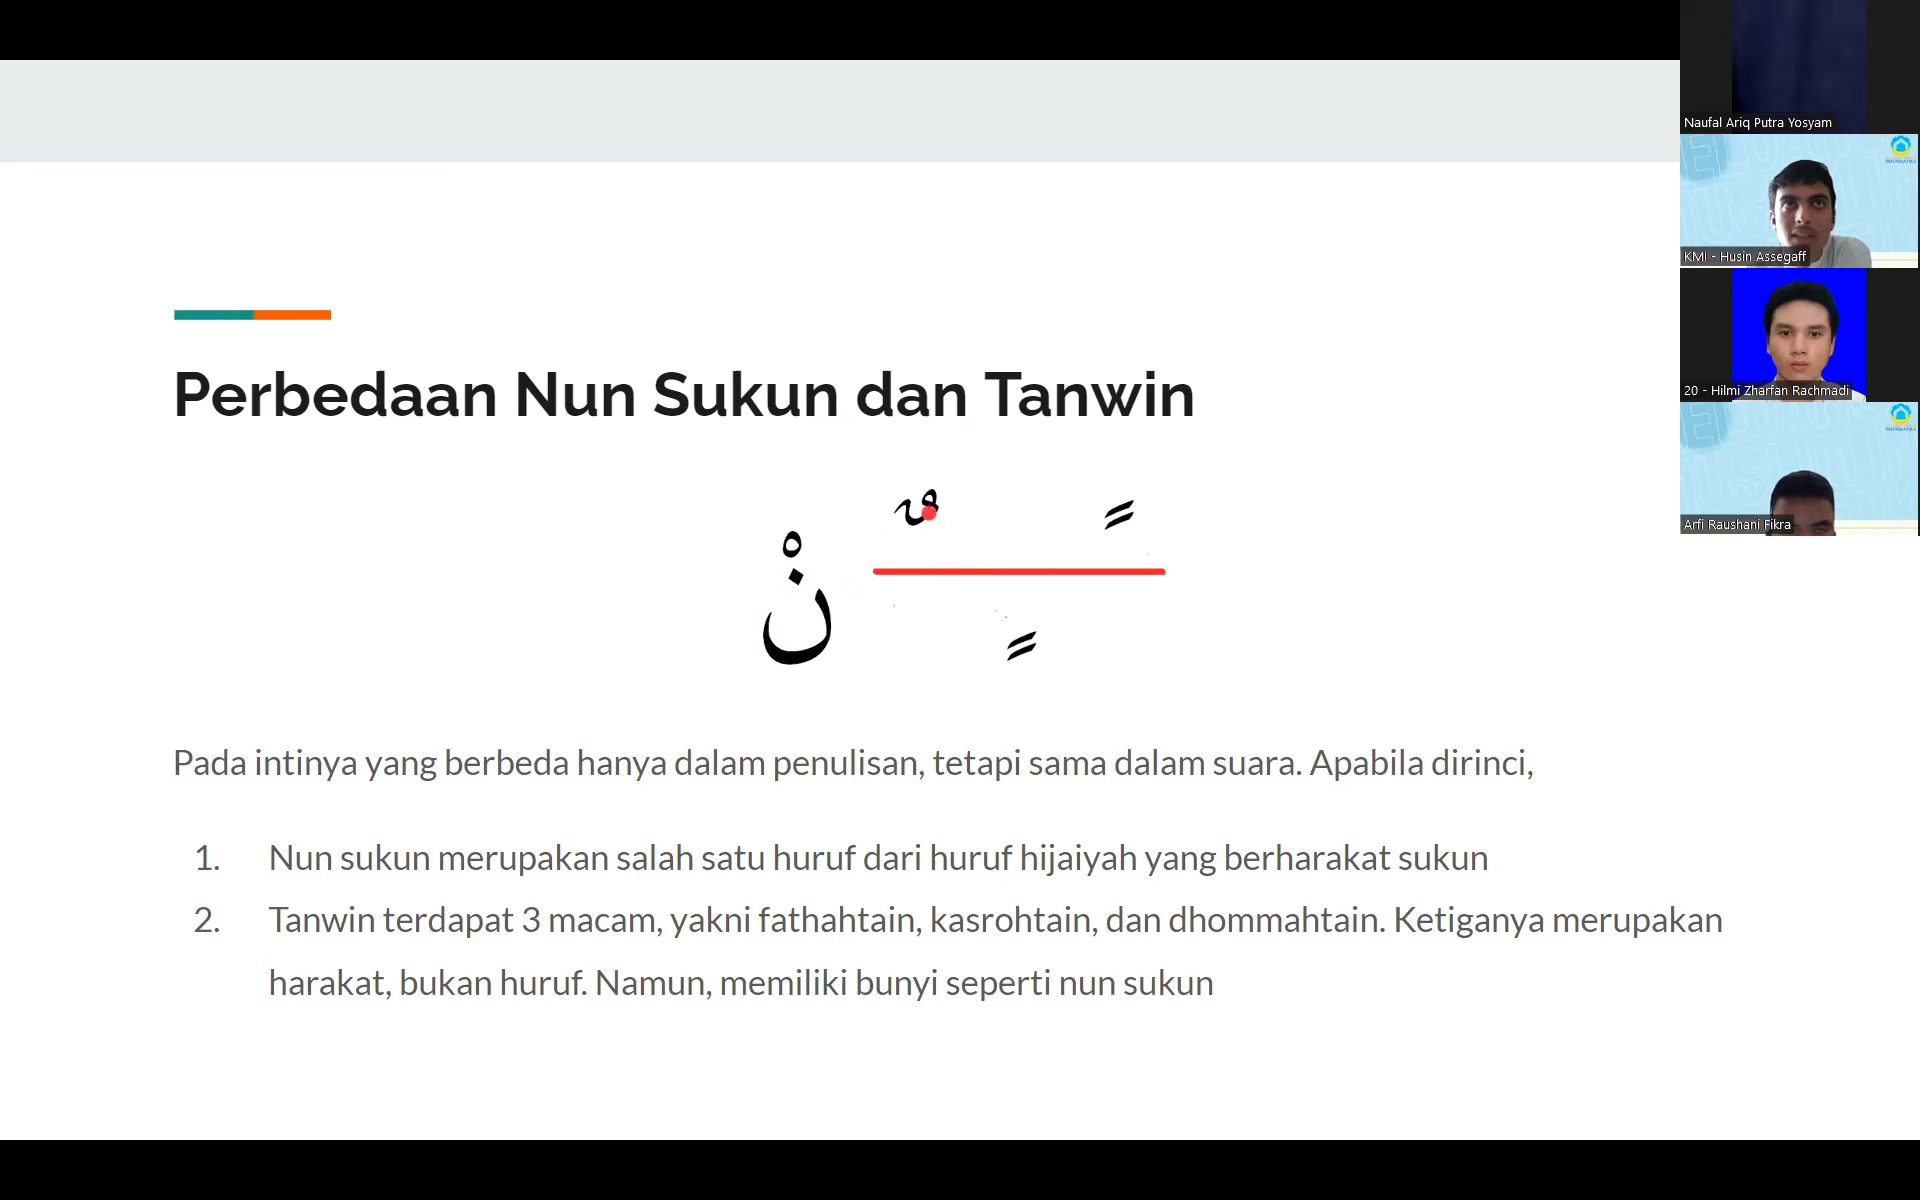 Perbedaan Nun Sukun dan Tanwin
نْ
Pada intinya yang berbeda hanya dalam penulisan, tetapi sama dalam suara. Apabila dirinci,
1. Nun sukun merupakan salah satu huruf dari huruf hijaiyah yang berharakat sukun
2. Tanwin terdapat 3 macam, yakni fathahtain, kasrohtain, dan dhommahtain. Ketiganya merupakan
harakat, bukan huruf. Namun, memiliki bunyi seperti nun sukun
Naufal Ariq Putra Yosyam
KMI - Husin Assegaff
20 - Hilmi Zharfan Rachmadi
Arfi Raushani Fikra